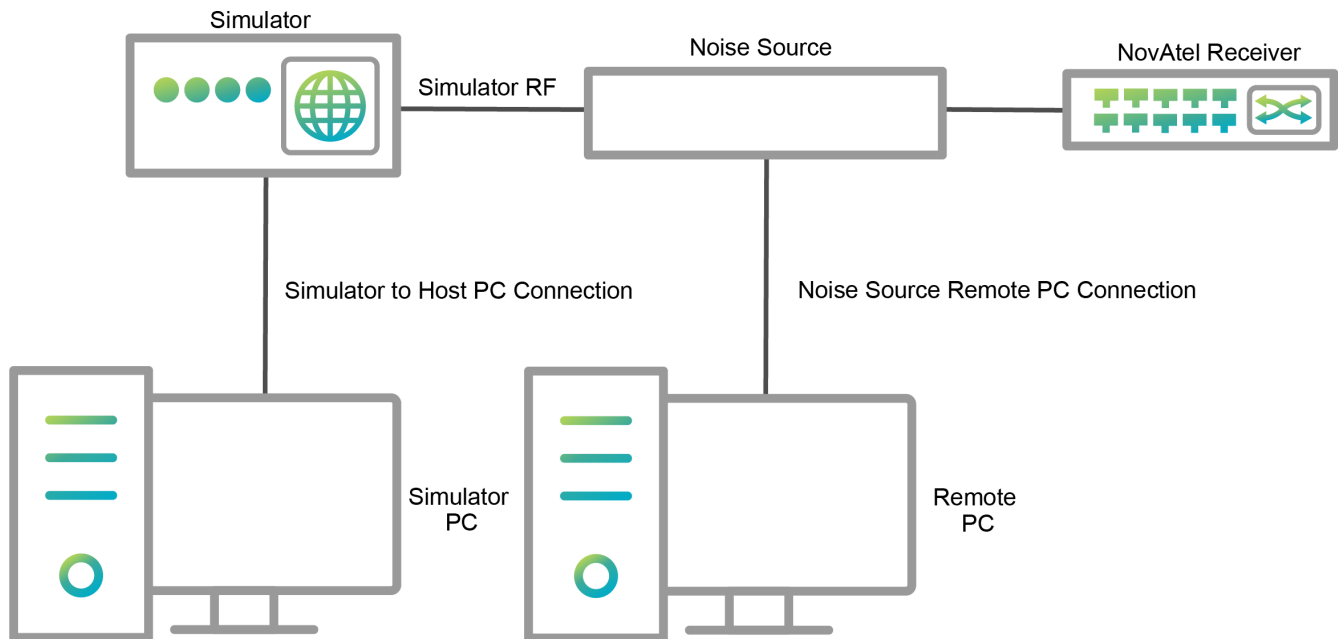 Simulator
Noise Source
NovAtel Receiver
Simulator RF
Simulator to Host PC Connection
Noise Source Remote PC Connection
Simulator
PC
Remote
PC